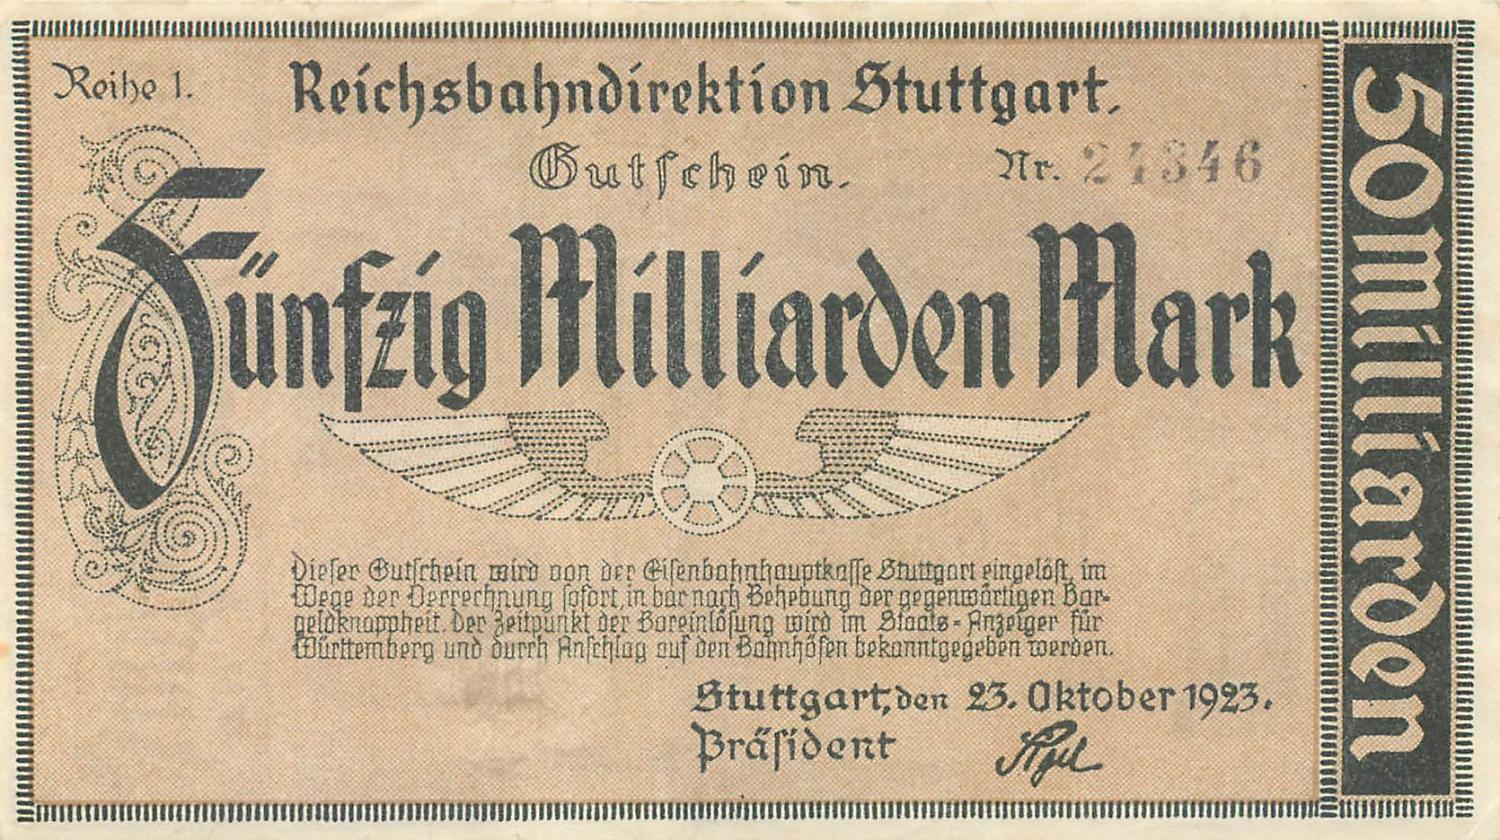 Reihe 1.
Reichsbahndirektion Stuttgart.
Gutschein.
Nr. 24346
Fünfzig Milliarden Mark
Dieser Gutschein wird von der Eisenbahnhauptkasse Stuttgart eingelöst, im
Wege der Verrechnung sofort, in bar nach Behebung der gegenwärtigen Bar-
geldknappheit. Der Zeitpunkt der Bareinlösung wird im Staats-Anzeiger für
Württemberg und durch Anschlag auf den Bahnhöfen bekanntgegeben werden.
Stuttgart, den 23. Oktober 1923.
Präsident
50 Milliarden